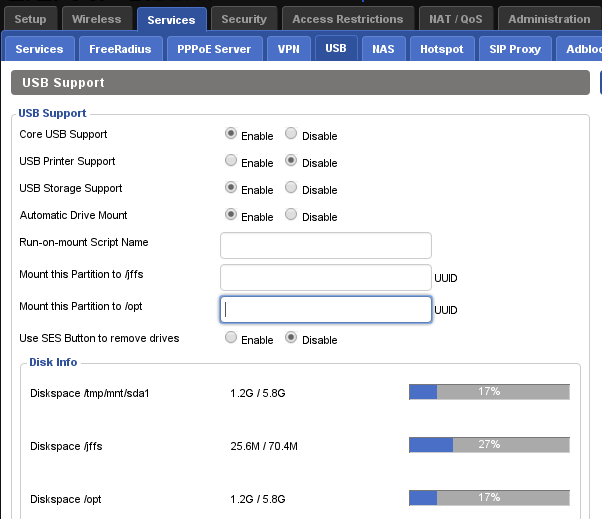 Setup Wireless Services Security Access Restrictions NAT / QoS Administration
Services FreeRadius PPPoE Server VPN USB NAS Hotspot SIP Proxy
USB Support
USB Support
Core USB Support Enable Disable
USB Printer Support Enable Disable
USB Storage Support Enable Disable
Automatic Drive Mount Enable Disable
Run-on-mount Script Name
Mount this Partition to /jffs UUID
Mount this Partition to /opt UUID
Use SES Button to remove drives Enable Disable
Disk Info
Diskspace /tmp/mnt/sda1 1.2G / 5.8G 17%
Diskspace /jffs 25.6M / 70.4M 27%
Diskspace /opt 1.2G / 5.8G 17%